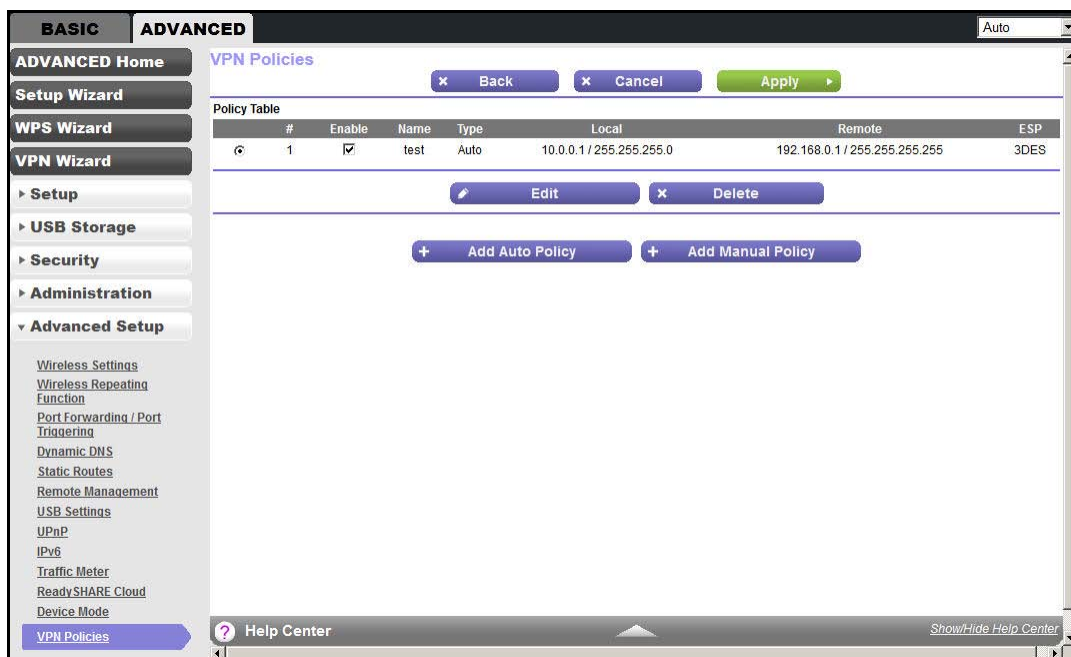 BASIC
ADVANCED
Auto
ADVANCED Home
Setup Wizard
WPS Wizard
VPN Wizard
Setup
USB Storage
Security
Administration
Advanced Setup
Wireless Settings
Wireless Repeating
Function
Port Forwarding / Port
Triggering
Dynamic DNS
Static Routes
Remote Management
USB Settings
UPnP
IPv6
Traffic Meter
ReadySHARE Cloud
Device Mode
VPN Policies
VPN Policies
Back Cancel Apply
Policy Table
# Enable Name Type Local Remote ESP
1 test Auto 10.0.0.1 / 255.255.255.0 192.168.0.1 / 255.255.255.255 3DES
Edit Delete
Add Auto Policy Add Manual Policy
Help Center Show/Hide Help Center